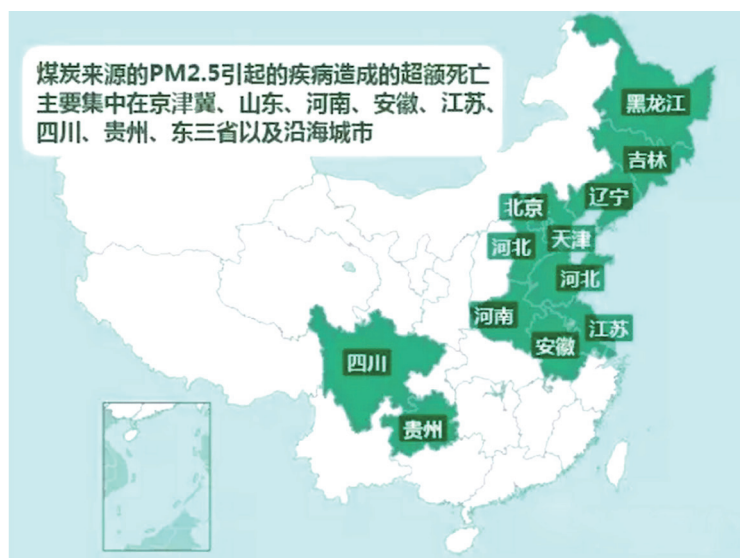 煤炭来源的PM2.5引起的疾病造成的超额死亡
主要集中在京津冀、山东、河南、安徽、江苏、
四川、贵州、东三省以及沿海城市
黑龙江
吉林
辽宁
北京
天津
河北
河北
河南
江苏
安徽
四川
贵州